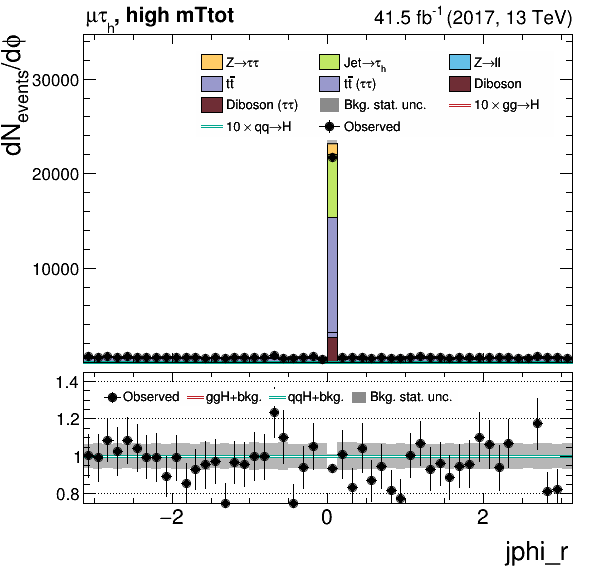 μτh, high mTtot 41.5 fb⁻¹ (2017, 13 TeV)
dNevents/dϕ
30000
20000
10000
Z→ττ Jet→τh Z→ll
tt̄ tt̄ (ττ) Diboson
Diboson (ττ) Bkg. stat. unc. 10 × gg→H
10 × qq→H Observed
1.4
1.2
1
0.8
Observed ggH+bkg. qqH+bkg. Bkg. stat. unc.
−2 0 2
jphi_r